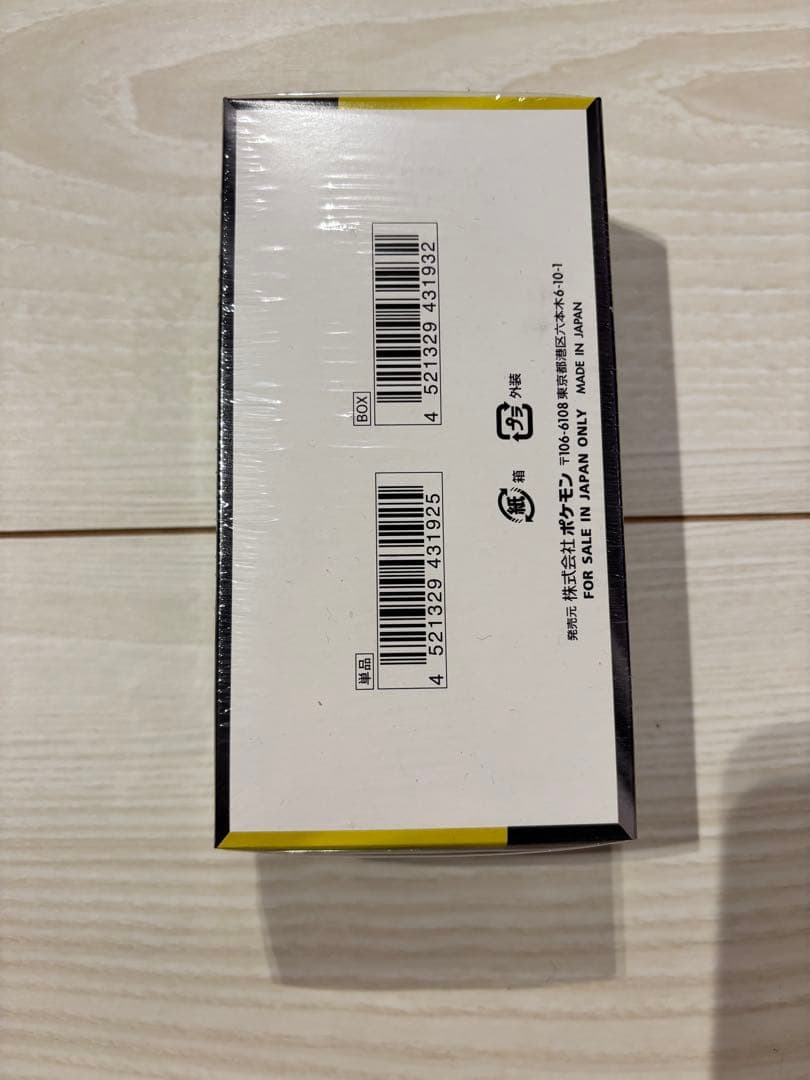 単品
4 521329 431925
BOX
4 521329 431932
紙 箱
プラ 外装
発売元 株式会社 ポケモン 〒106-6108 東京都港区六本木6-10-1
FOR SALE IN JAPAN ONLY MADE IN JAPAN